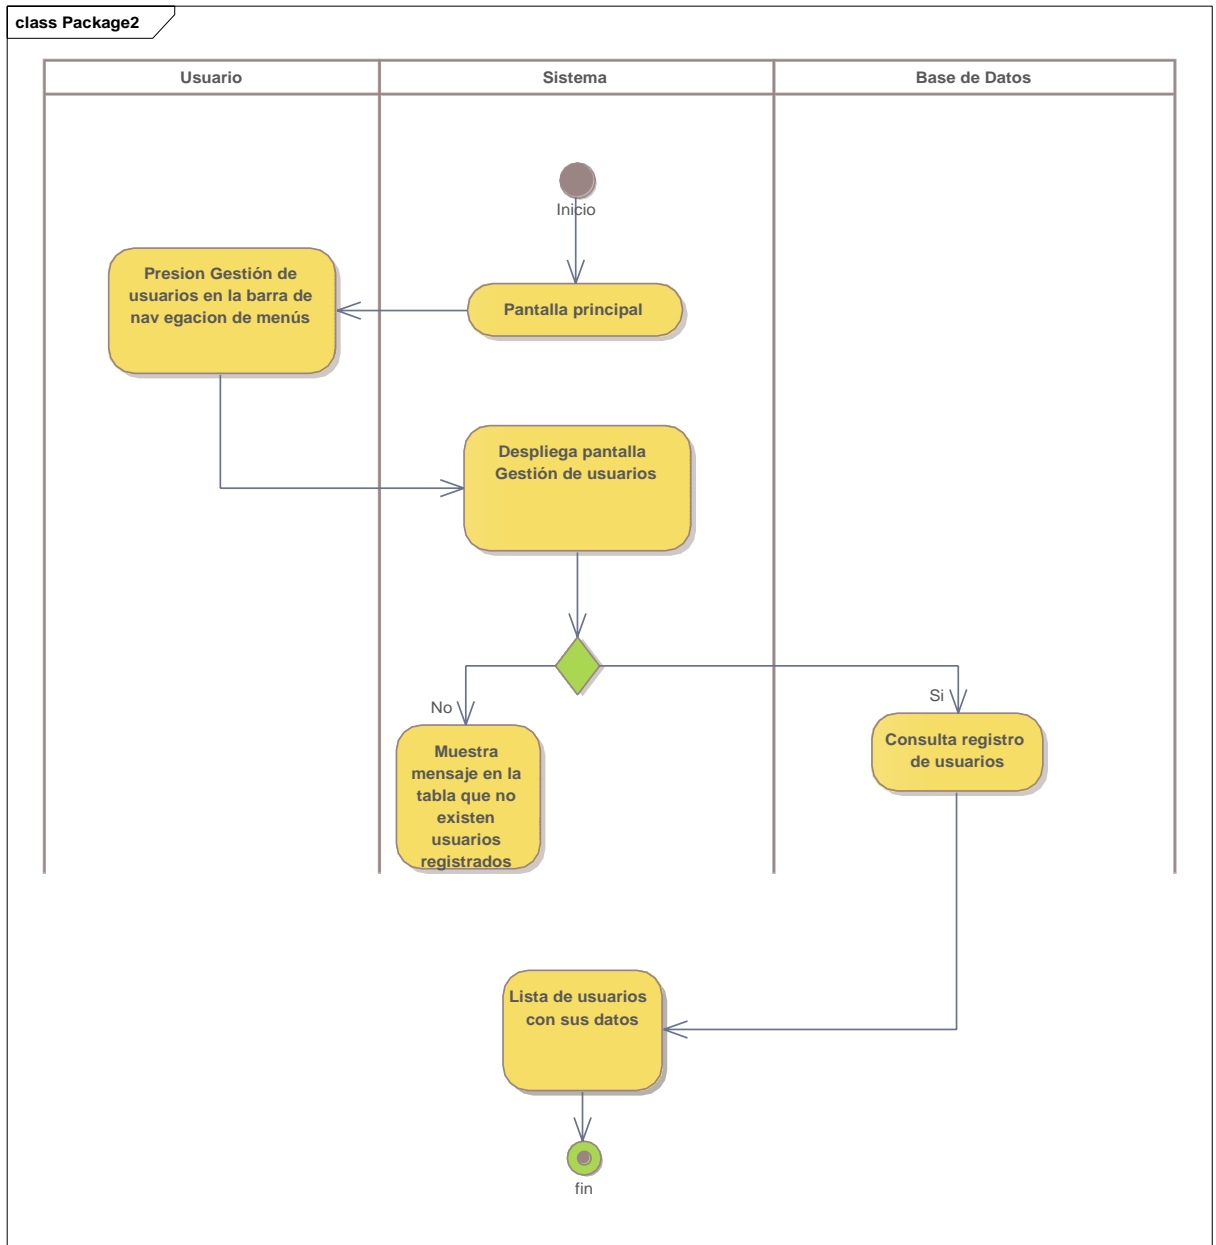 class Package2
Usuario
Sistema
Base de Datos
Inicio
Presion Gestión de
usuarios en la barra de
nav egacion de menús
Pantalla principal
Despliega pantalla
Gestión de usuarios
No
Si
Muestra
mensaje en la
tabla que no
existen
usuarios
registrados
Consulta registro
de usuarios
Lista de usuarios
con sus datos
fin